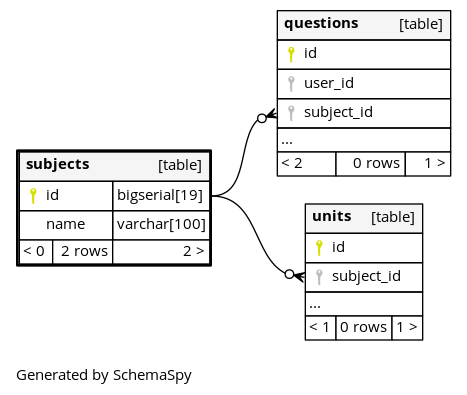 questions [table]
id
user_id
subject_id
...
< 2 0 rows 1 >
subjects [table]
id bigserial[19]
name varchar[100]
< 0 2 rows 2 >
units [table]
id
subject_id
...
< 1 0 rows 1 >
Generated by SchemaSpy